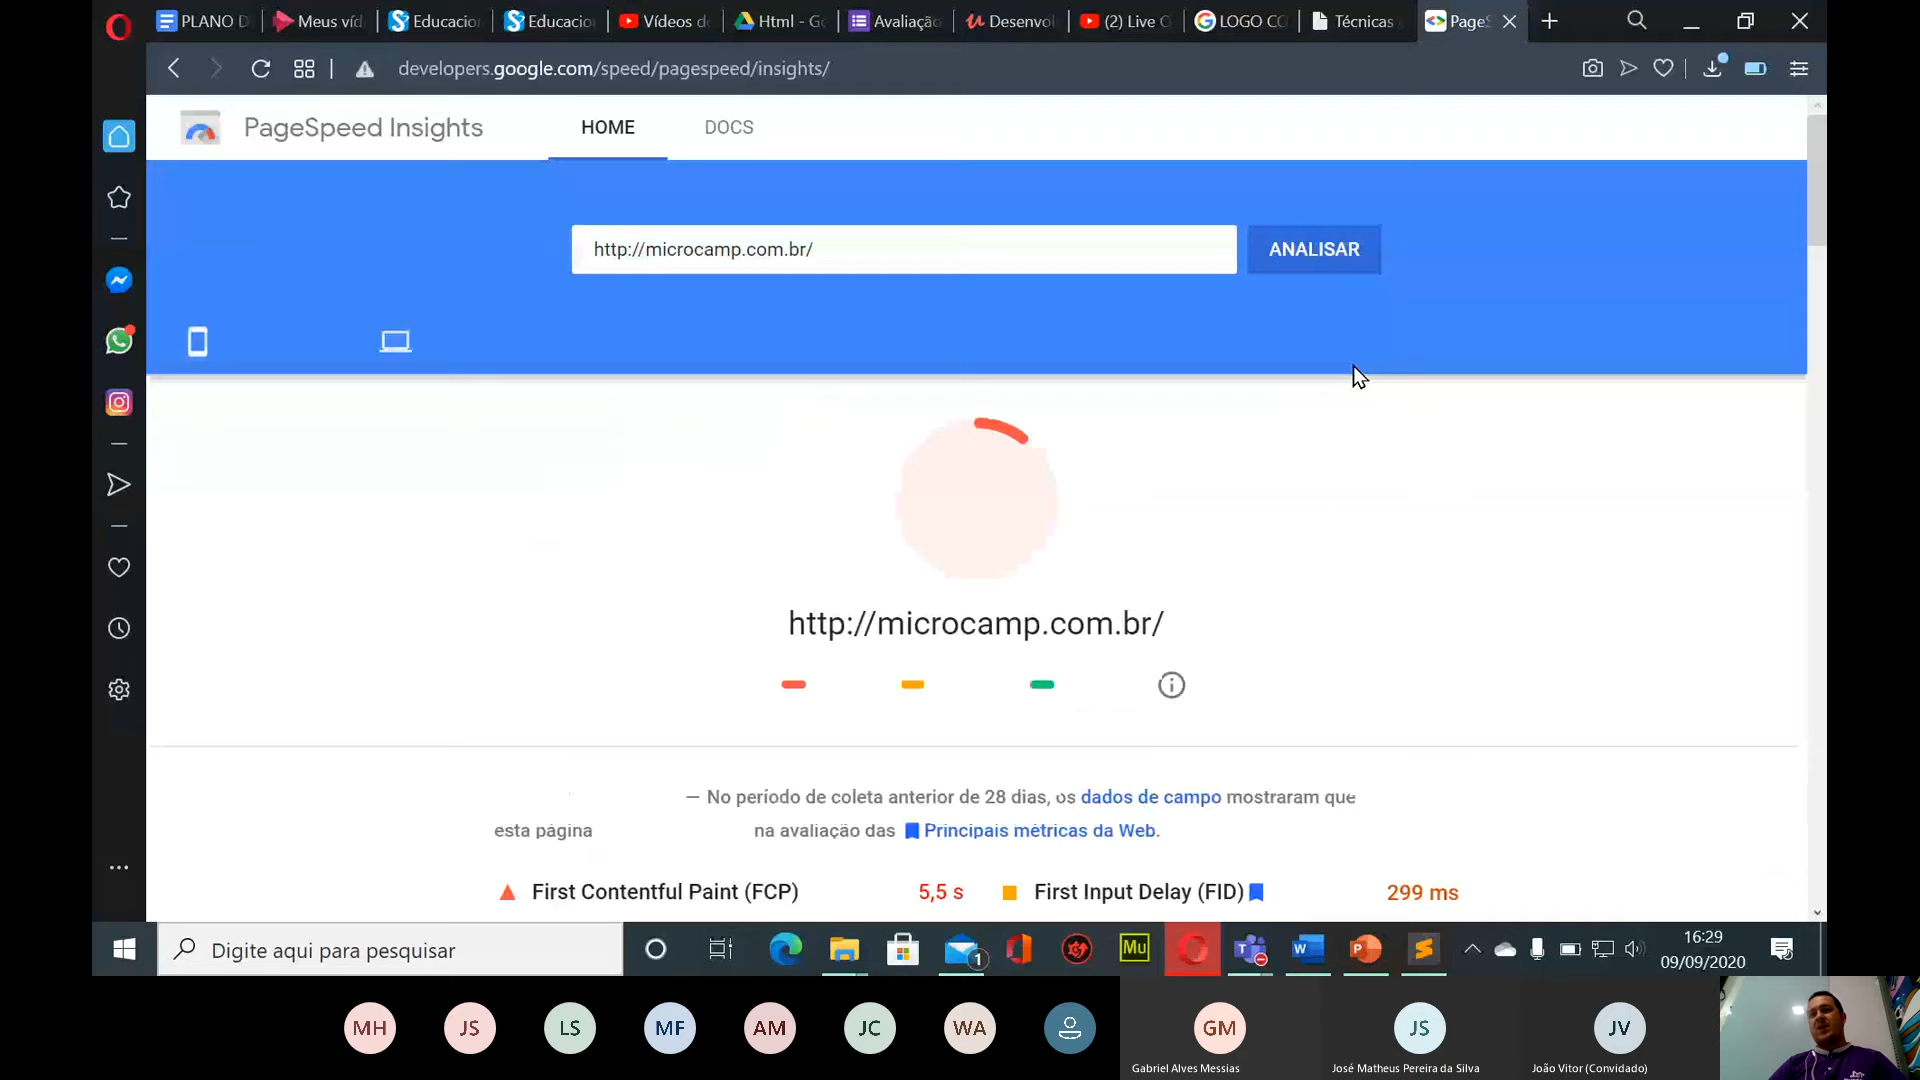 PLANO D
Meus víd
Educacio
Educacio
Vídeos d
Html - Go
Avaliação
Desenvol
(2) Live C
LOGO CO
Técnicas
PageS
developers.google.com/speed/pagespeed/insights/
PageSpeed Insights
HOME
DOCS
http://microcamp.com.br/
ANALISAR
http://microcamp.com.br/
— No período de coleta anterior de 28 dias, os dados de campo mostraram que
esta página na avaliação das Principais métricas da Web.
First Contentful Paint (FCP) 5,5 s
First Input Delay (FID) 299 ms
Digite aqui para pesquisar
1
Mu
16:29
09/09/2020
MH
JS
LS
MF
AM
JC
WA
GM
JS
JV
Gabriel Alves Messias
José Matheus Pereira da Silva
João Vitor (Convidado)